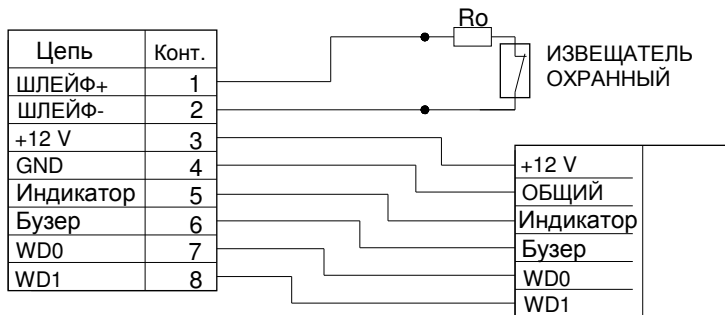 Ro
Цепь Конт.
ИЗВЕЩАТЕЛЬ
ОХРАННЫЙ
ШЛЕЙФ+ 1
ШЛЕЙФ- 2
+12 V 3
GND 4
Индикатор 5
Бузер 6
WD0 7
WD1 8
+12 V
ОБЩИЙ
Индикатор
Бузер
WD0
WD1